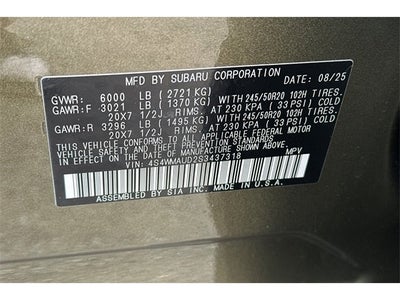 MFD BY SUBARU CORPORATION DATE: 08/25
GVWR: 6000 LB (2721 KG)
GAWR:F 3021 LB (1370 KG) WITH 245/50R20 102H TIRES
20X7 1/2J RIMS.AT 230 KPA (33 PSI) COLD
GAWR:R 3296 LB (1495 KG) WITH 245/50R20 102H TIRES
20X7 1/2J RIMS.AT 230 KPA (33 PSI) COLD
THIS VEHICLE CONFORMS TO ALL APPLICABLE FEDERAL MOTOR
VEHICLE SAFETY AND THEFT PREVENTION STANDARDS IN
EFFECT ON THE DATE OF MANUFACTURE SHOWN ABOVE.
VIN: 4S4WMAUD2S3437318 MPV
ASSEMBLED BY SIA INC. MADE IN U.S.A.